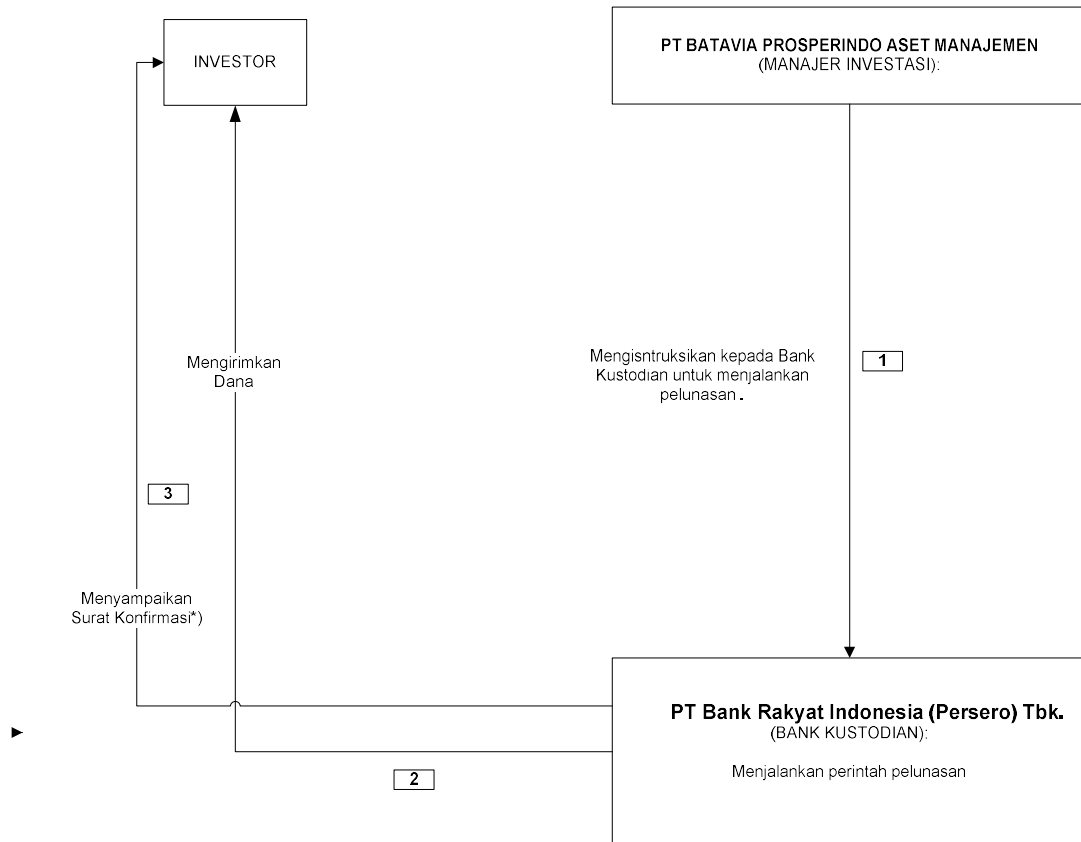 INVESTOR
PT BATAVIA PROSPERINDO ASET MANAJEMEN
(MANAJER INVESTASI):
Mengirimkan
Dana
Mengisntruksikan kepada Bank
Kustodian untuk menjalankan
pelunasan.
1
3
Menyampaikan
Surat Konfirmasi*)
PT Bank Rakyat Indonesia (Persero) Tbk.
(BANK KUSTODIAN):
Menjalankan perintah pelunasan
2